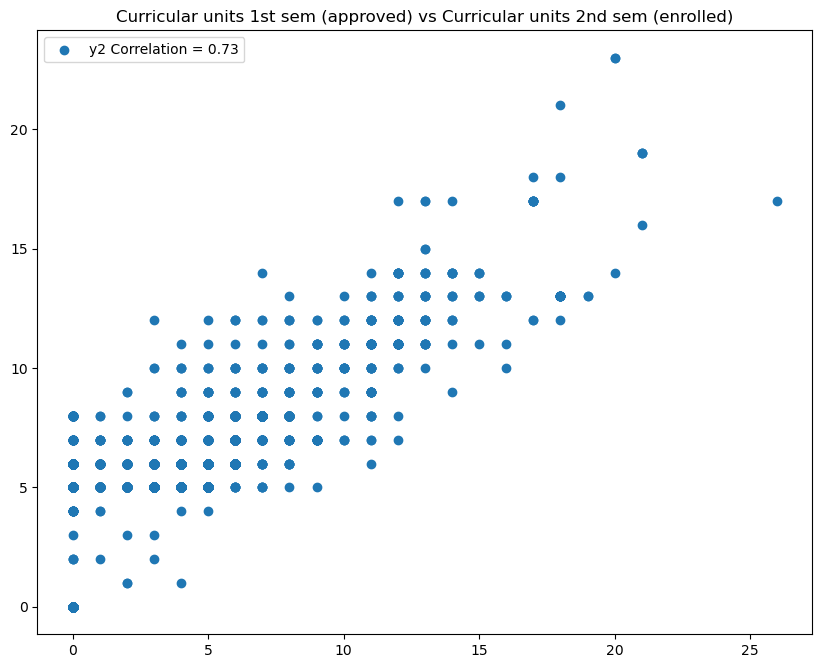 Curricular units 1st sem (approved) vs Curricular units 2nd sem (enrolled)
y2 Correlation = 0.73
20
15
10
5
0
0 5 10 15 20 25